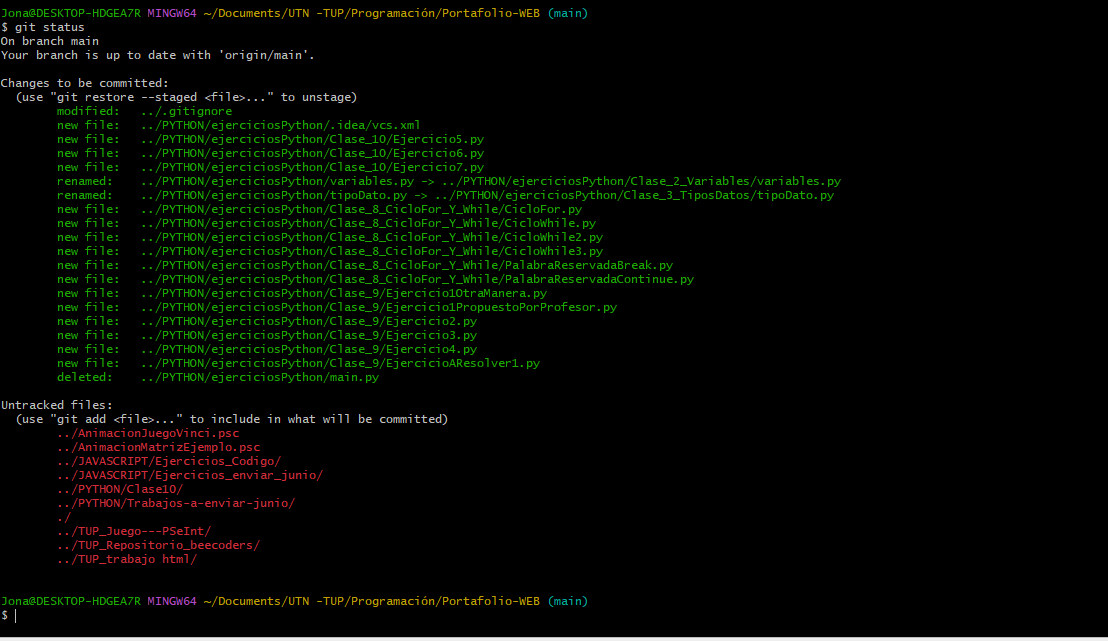 Jona@DESKTOP-HDGEA7R MINGW64 ~/Documents/UTN -TUP/Programación/Portafolio-WEB (main)
$ git status
On branch main
Your branch is up to date with 'origin/main'.

Changes to be committed:
  (use "git restore --staged <file>..." to unstage)
        modified:   ../.gitignore
        new file:   ../PYTHON/ejerciciosPython/.idea/vcs.xml
        new file:   ../PYTHON/ejerciciosPython/Clase_10/Ejercicio5.py
        new file:   ../PYTHON/ejerciciosPython/Clase_10/Ejercicio6.py
        new file:   ../PYTHON/ejerciciosPython/Clase_10/Ejercicio7.py
        renamed:    ../PYTHON/ejerciciosPython/variables.py -> ../PYTHON/ejerciciosPython/Clase_2_Variables/variables.py
        renamed:    ../PYTHON/ejerciciosPython/tipoDato.py -> ../PYTHON/ejerciciosPython/Clase_3_TiposDatos/tipoDato.py
        new file:   ../PYTHON/ejerciciosPython/Clase_8_CicloFor_Y_While/CicloFor.py
        new file:   ../PYTHON/ejerciciosPython/Clase_8_CicloFor_Y_While/CicloWhile.py
        new file:   ../PYTHON/ejerciciosPython/Clase_8_CicloFor_Y_While/CicloWhile2.py
        new file:   ../PYTHON/ejerciciosPython/Clase_8_CicloFor_Y_While/CicloWhile3.py
        new file:   ../PYTHON/ejerciciosPython/Clase_8_CicloFor_Y_While/PalabraReservadaBreak.py
        new file:   ../PYTHON/ejerciciosPython/Clase_8_CicloFor_Y_While/PalabraReservadaContinue.py
        new file:   ../PYTHON/ejerciciosPython/Clase_9/Ejercicio1OtraManera.py
        new file:   ../PYTHON/ejerciciosPython/Clase_9/Ejercicio1PropuestoPorProfesor.py
        new file:   ../PYTHON/ejerciciosPython/Clase_9/Ejercicio2.py
        new file:   ../PYTHON/ejerciciosPython/Clase_9/Ejercicio3.py
        new file:   ../PYTHON/ejerciciosPython/Clase_9/Ejercicio4.py
        new file:   ../PYTHON/ejerciciosPython/Clase_9/EjercicioAResolver1.py
        deleted:    ../PYTHON/ejerciciosPython/main.py

Untracked files:
  (use "git add <file>..." to include in what will be committed)
        ../AnimacionJuegoVinci.psc
        ../AnimacionMatrizEjemplo.psc
        ../JAVASCRIPT/Ejercicios_Codigo/
        ../JAVASCRIPT/Ejercicios_enviar_junio/
        ../PYTHON/Clase10/
        ../PYTHON/Trabajos-a-enviar-junio/
        ./
        ../TUP_Juego---PSeInt/
        ../TUP_Repositorio_beecoders/
        ../TUP_trabajo html/

Jona@DESKTOP-HDGEA7R MINGW64 ~/Documents/UTN -TUP/Programación/Portafolio-WEB (main)
$